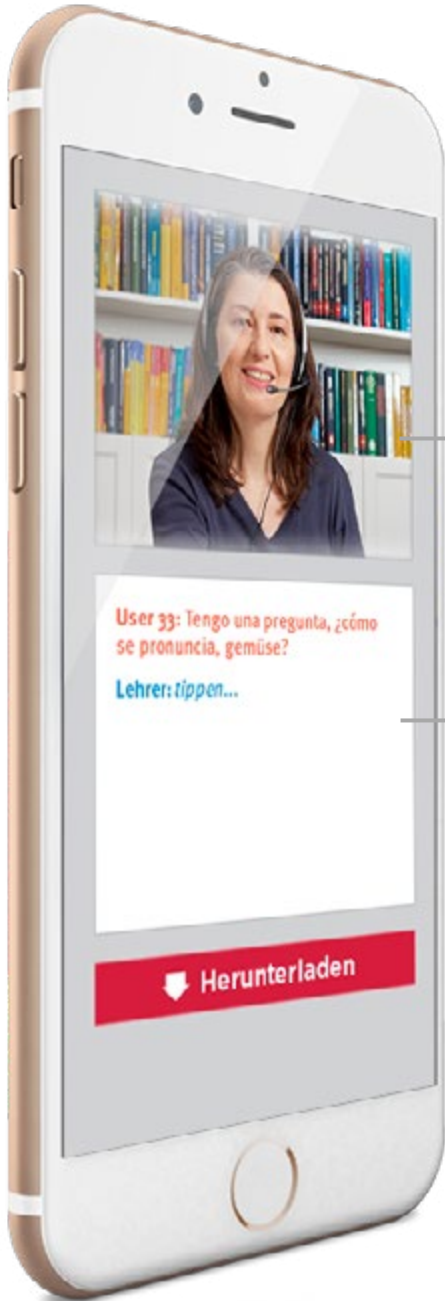 User 33: Tengo una pregunta, ¿cómo
se pronuncia, gemüse?
Lehrer: tippen...
Herunterladen